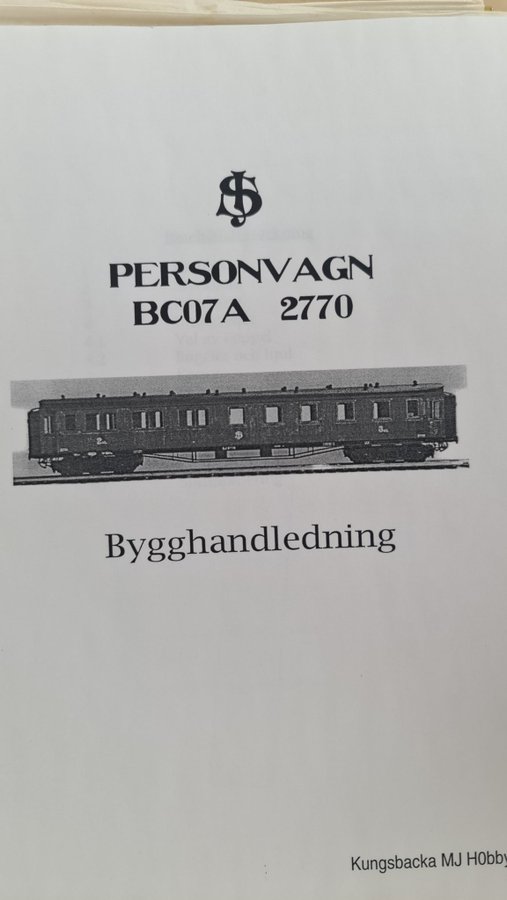 SJ
PERSONVAGN
BC07A 2770
Bygghandledning
Kungsbacka MJ H0bby